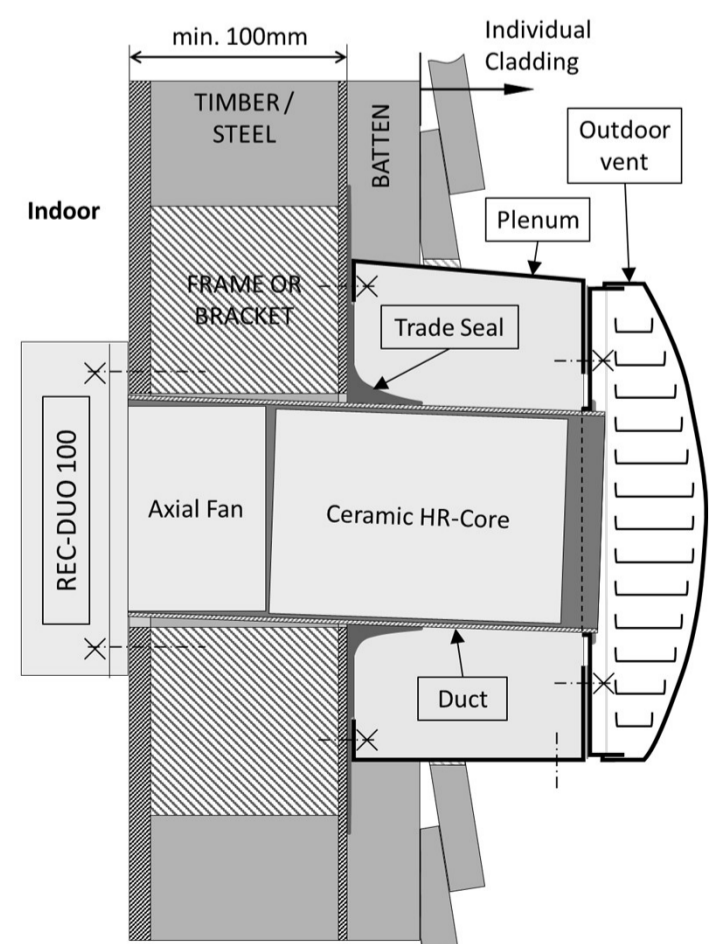 min. 100mm
Individual
Cladding
TIMBER /
STEEL
BATTEN
Outdoor
vent
Indoor
Plenum
FRAME OR
BRACKET
Trade Seal
REC-DUO 100
Axial Fan
Ceramic HR-Core
Duct